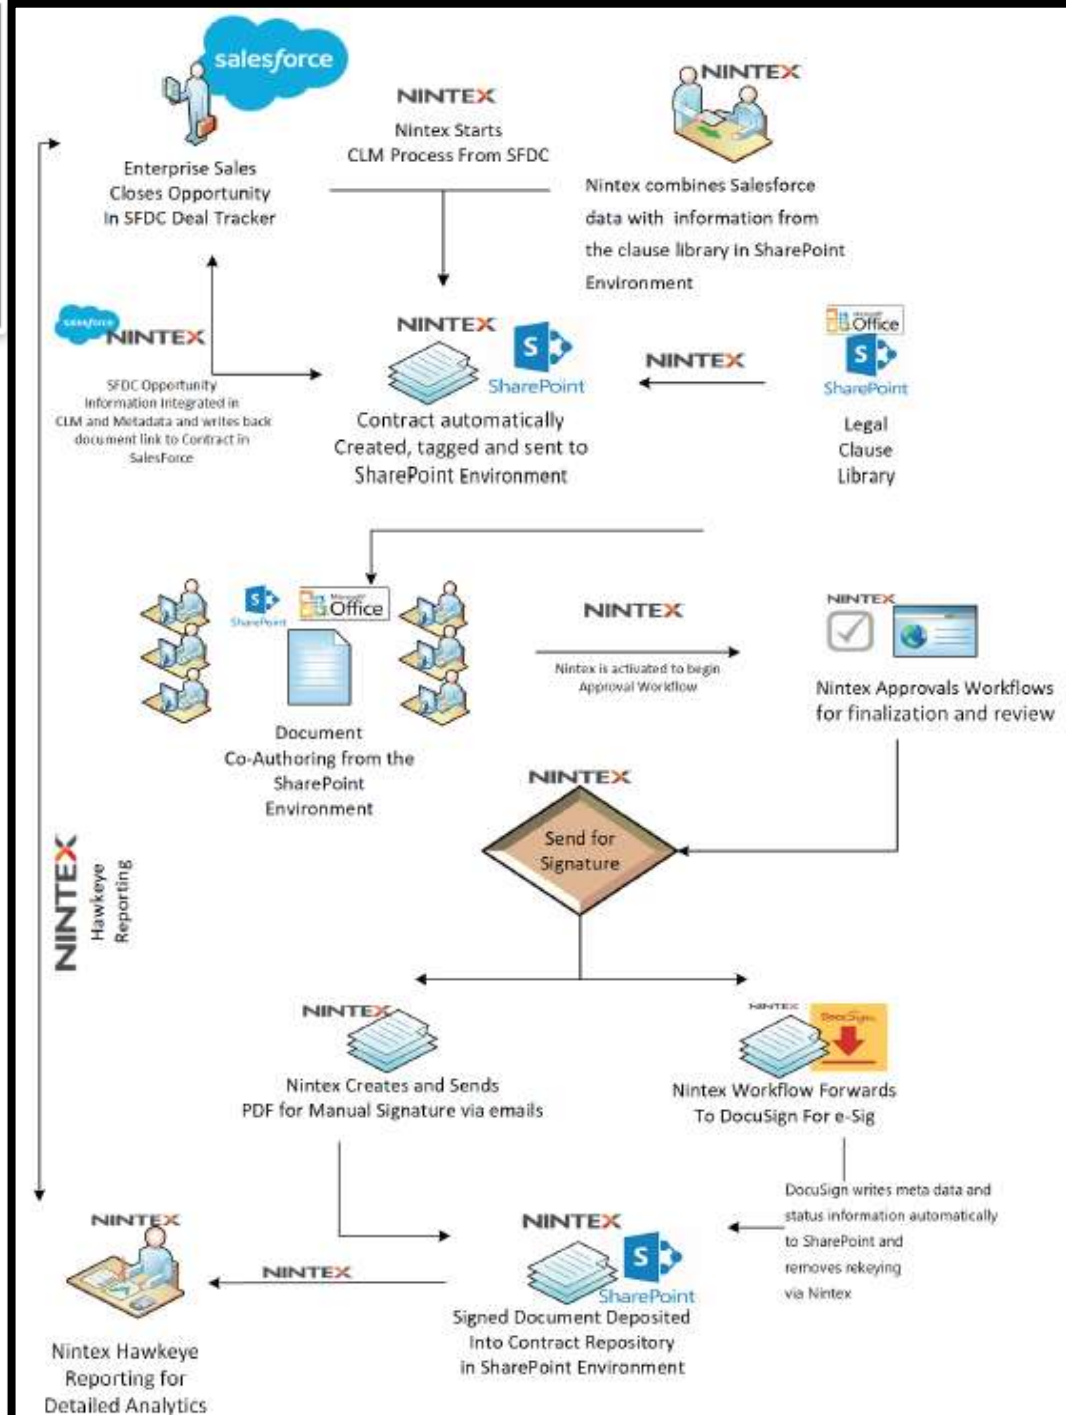 salesforce
NINTEX
Nintex Starts
CLM Process From SFDC
NINTEX
Enterprise Sales
Closes Opportunity
In SFDC Deal Tracker
Nintex combines Salesforce
data with information from
the clause library in SharePoint
Environment
salesforce
NINTEX
SFDC Opportunity
Information Integrated in
CLM and Metadata and writes back
document link to Contract in
SalesForce
NINTEX
S
SharePoint
Contract automatically
Created, tagged and sent to
SharePoint Environment
NINTEX
Microsoft
Office
S
SharePoint
Legal
Clause
Library
S
SharePoint
Microsoft
Office
Document
Co-Authoring from the
SharePoint
Environment
NINTEX
Nintex is activated to begin
Approval Workflow
NINTEX
Nintex Approvals Workflows
for finalization and review
NINTEX
Send for
Signature
NINTEX
Hawkeye
Reporting
NINTEX
Nintex Creates and Sends
PDF for Manual Signature via emails
NINTEX
DocuSign
Nintex Workflow Forwards
To DocuSign For e-Sig
DocuSign writes meta data and
status information automatically
to SharePoint and
removes rekeying
via Nintex
NINTEX
S
SharePoint
Signed Document Deposited
Into Contract Repository
in SharePoint Environment
NINTEX
NINTEX
Nintex Hawkeye
Reporting for
Detailed Analytics